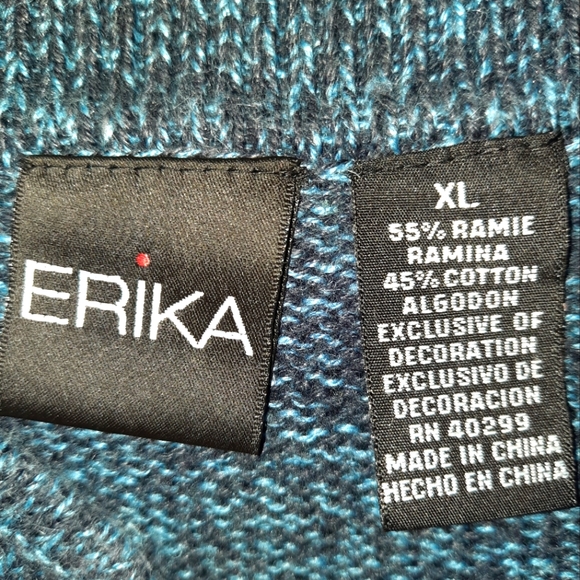 ERiKA
XL
55% RAMIE
RAMINA
45% COTTON
ALGODON
EXCLUSIVE OF
DECORATION
EXCLUSIVO DE
DECORACION
RN 40299
MADE IN CHINA
HECHO EN CHINA